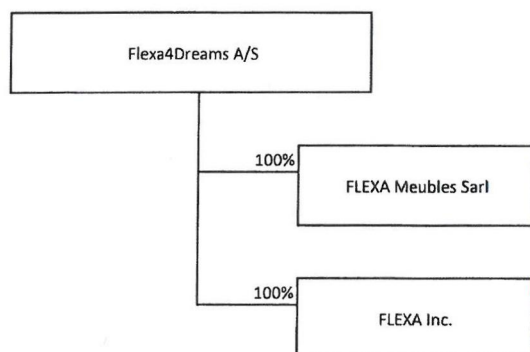 Flexa4Dreams A/S
100%
FLEXA Meubles Sarl
100%
FLEXA Inc.